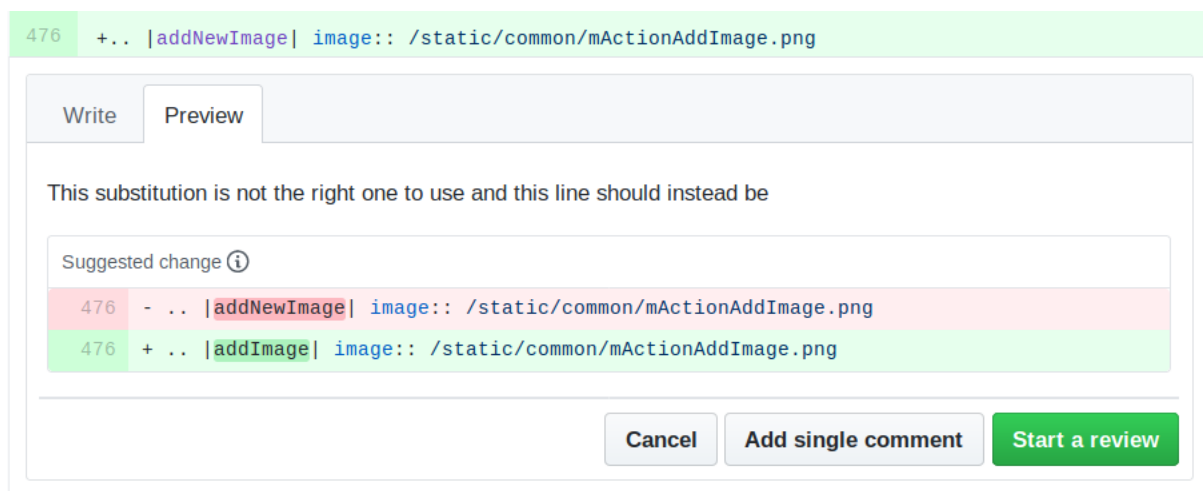 476 +.. |addNewImage| image:: /static/common/mActionAddImage.png
Write Preview
This substitution is not the right one to use and this line should instead be
Suggested change
476 - .. |addNewImage| image:: /static/common/mActionAddImage.png
476 + .. |addImage| image:: /static/common/mActionAddImage.png
Cancel Add single comment Start a review